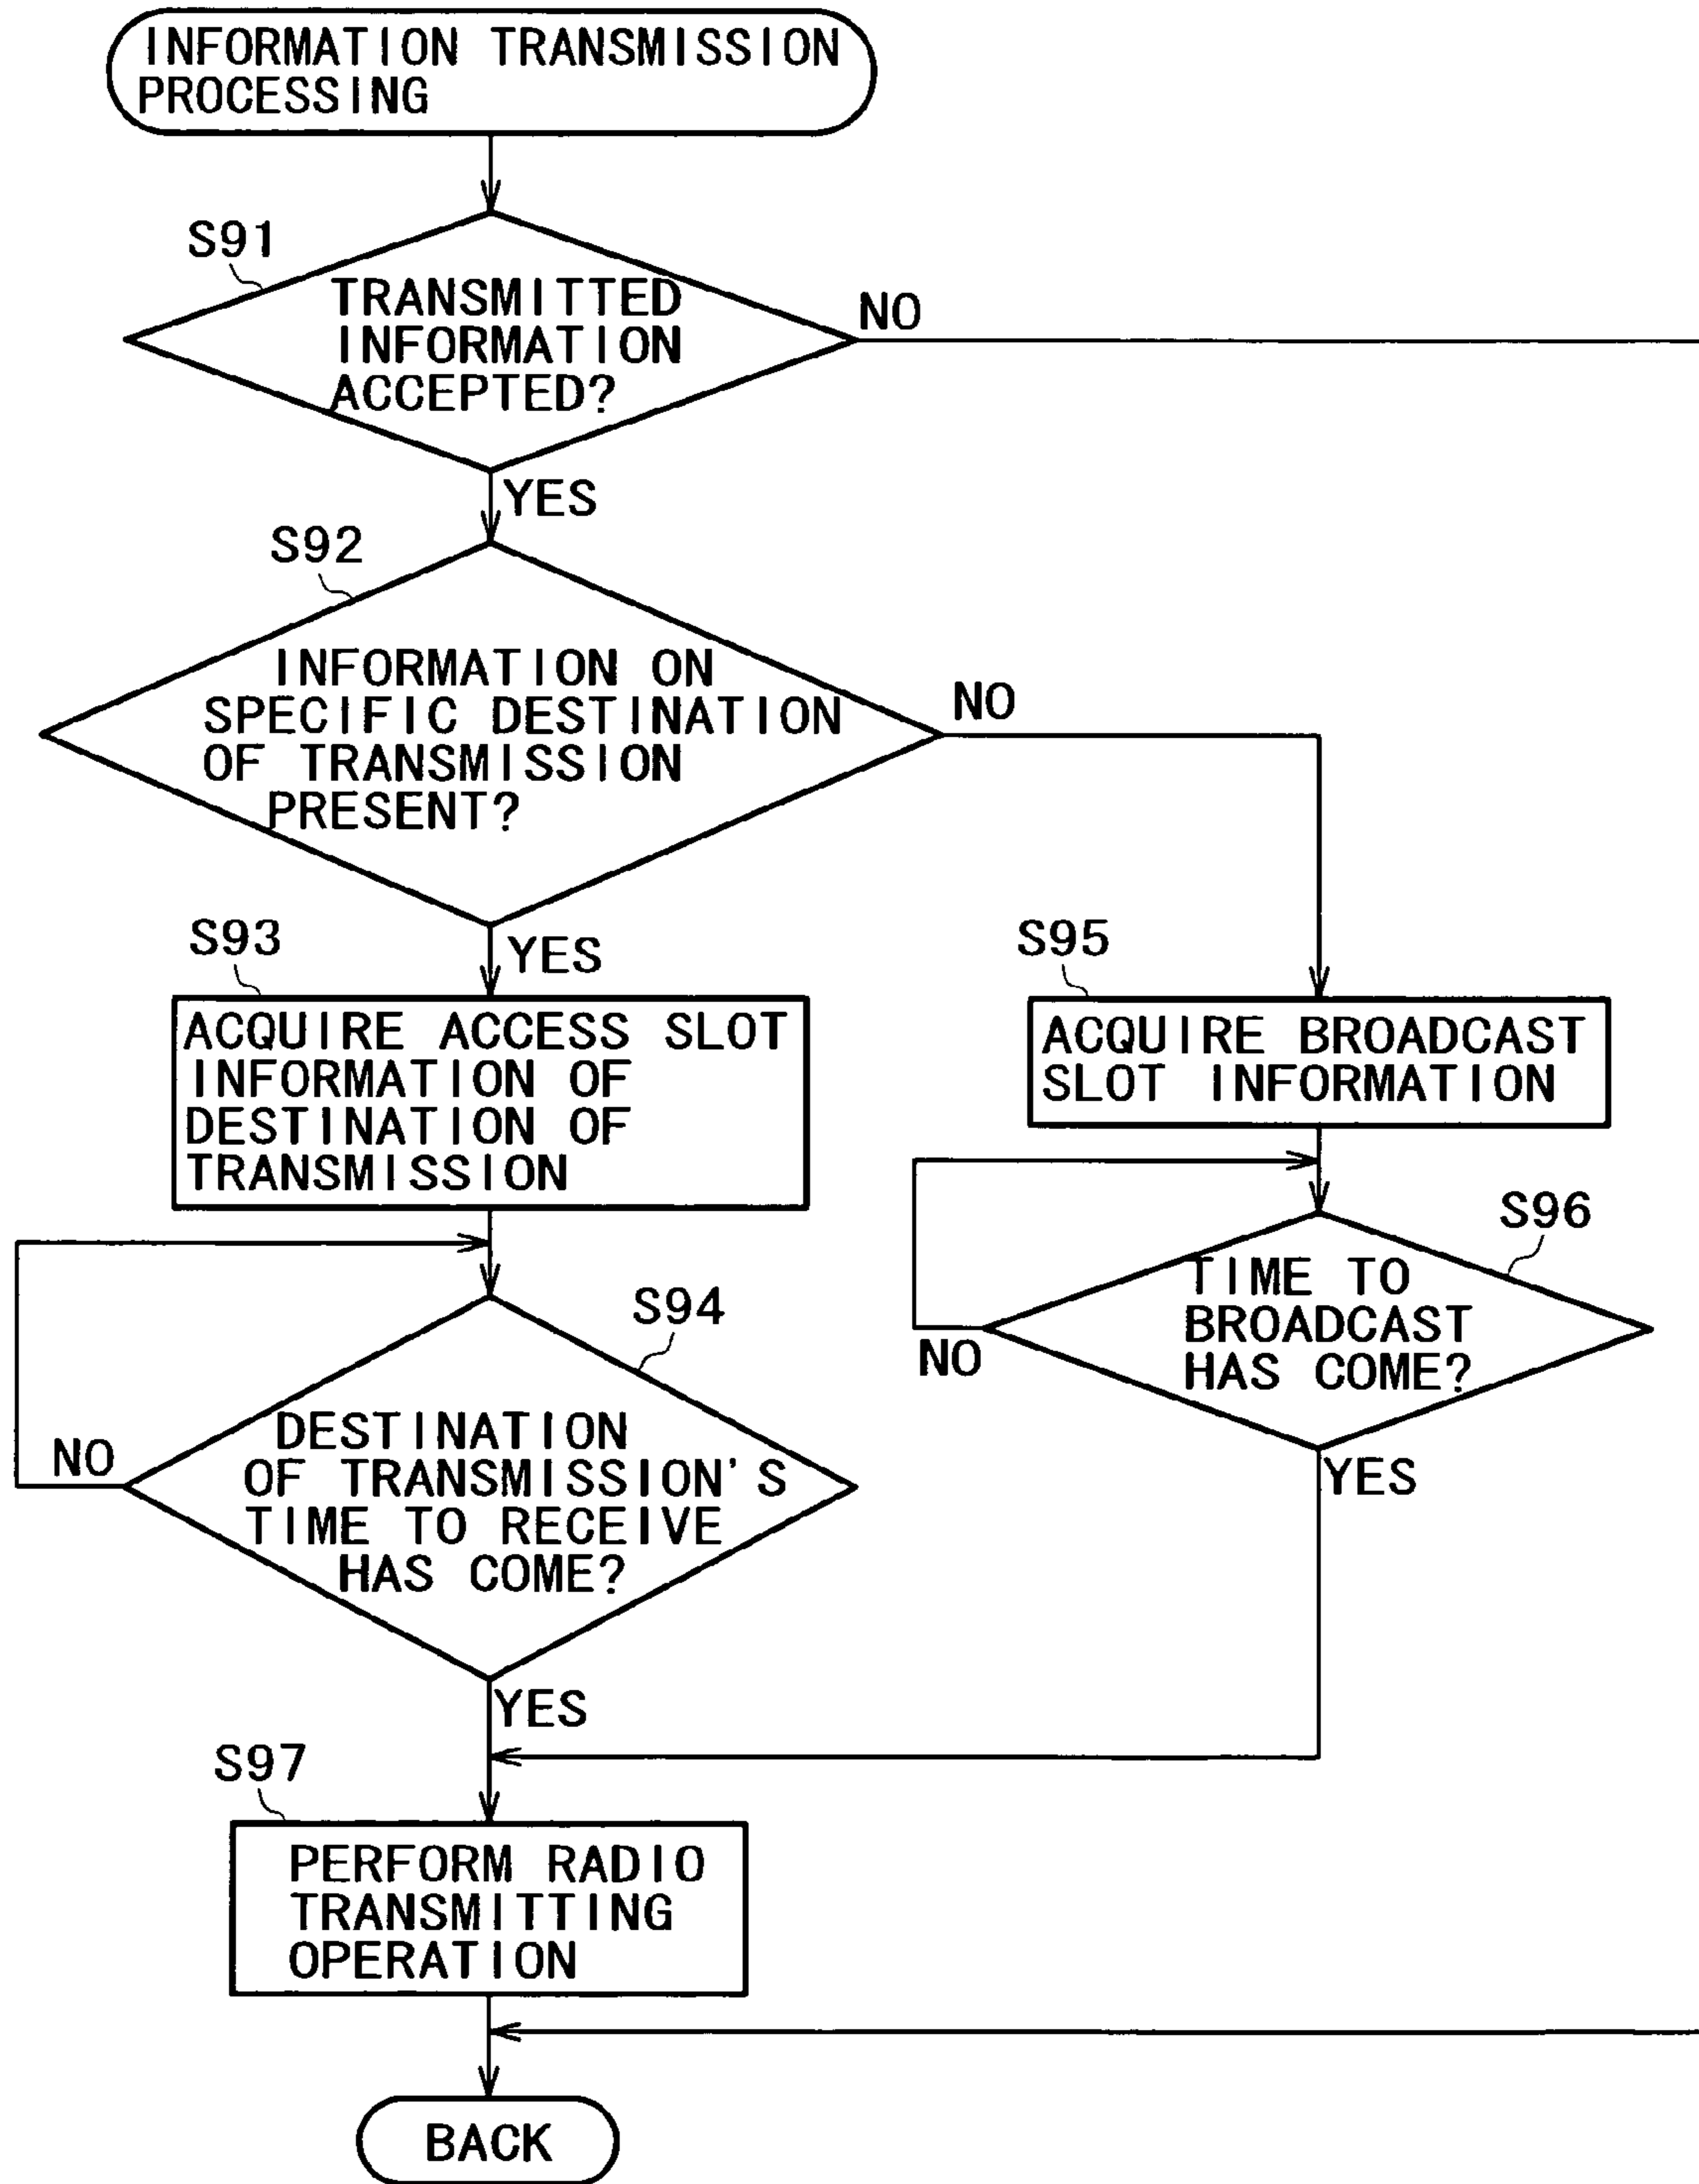 INFORMATION TRANSMISSION
PROCESSING
S91
TRANSMITTED
INFORMATION
ACCEPTED?
NO
YES
S92
INFORMATION ON
SPECIFIC DESTINATION
OF TRANSMISSION
PRESENT?
NO
YES
S93
ACQUIRE ACCESS SLOT
INFORMATION OF
DESTINATION OF
TRANSMISSION
S95
ACQUIRE BROADCAST
SLOT INFORMATION
S96
TIME TO
BROADCAST
HAS COME?
NO
YES
S94
DESTINATION
OF TRANSMISSION'S
TIME TO RECEIVE
HAS COME?
NO
YES
S97
PERFORM RADIO
TRANSMITTING
OPERATION
BACK